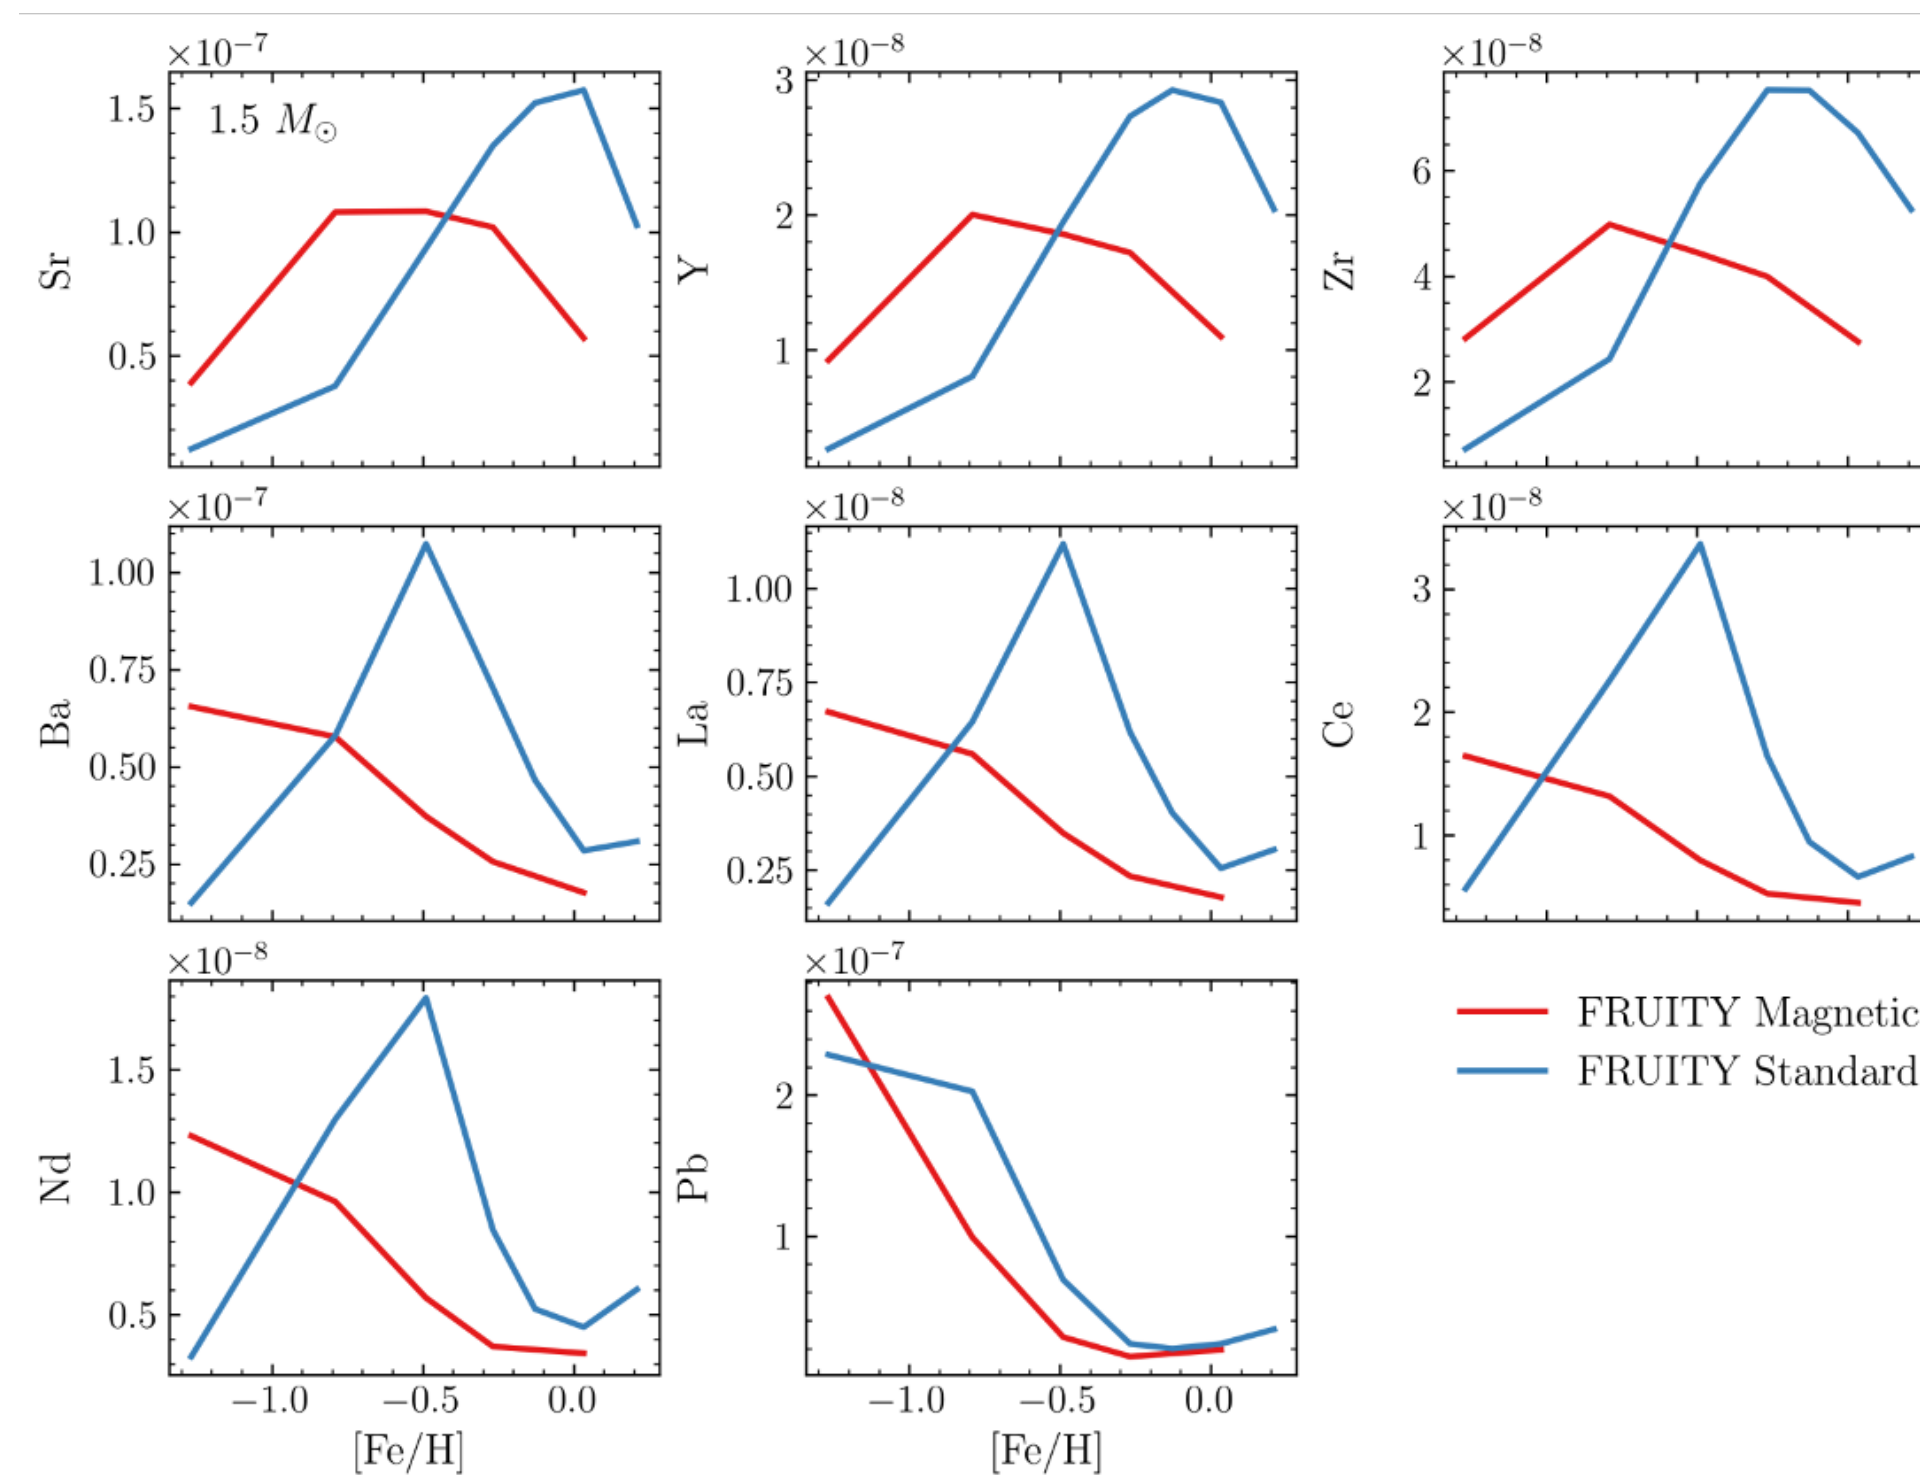 ×10⁻⁷
1.5 M⊙
Sr
1.5
1.0
0.5
×10⁻⁸
Y
3
2
1
×10⁻⁸
Zr
6
4
2
×10⁻⁷
Ba
1.00
0.75
0.50
0.25
×10⁻⁸
La
1.00
0.75
0.50
0.25
×10⁻⁸
Ce
3
2
1
×10⁻⁸
Nd
1.5
1.0
0.5
−1.0 −0.5 0.0
[Fe/H]
×10⁻⁷
Pb
2
1
−1.0 −0.5 0.0
[Fe/H]
FRUITY Magnetic
FRUITY Standard